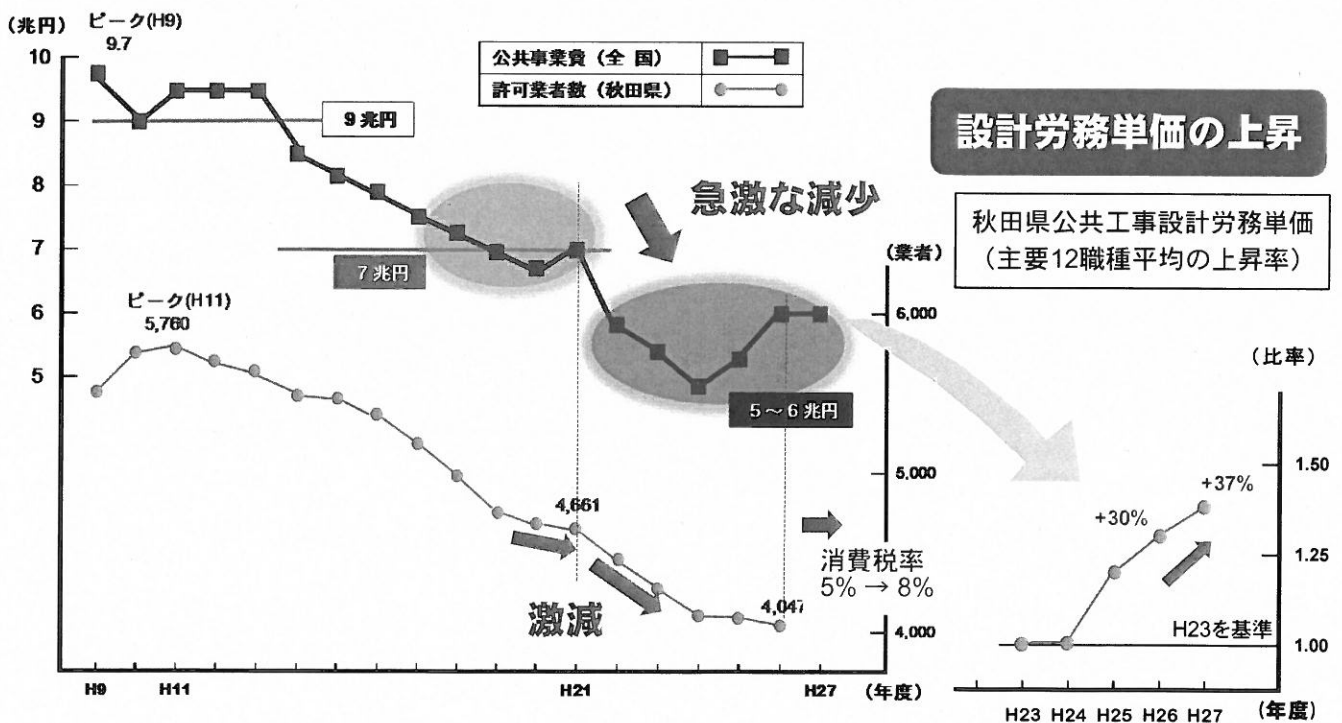 (兆円)
ピーク(H9)
9.7
10
9
8
7
6
5
公共事業費(全 国)
許可業者数(秋田県)
9兆円
7兆円
急激な減少
ピーク(H11)
5,760
5~6兆円
4,661
4,047
激減
(業者)
6,000
5,000
4,000
消費税率
5% → 8%
H9
H11
H21
H27
(年度)
設計労務単価の上昇
秋田県公共工事設計労務単価
(主要12職種平均の上昇率)
(比率)
1.50
1.25
1.00
+30%
+37%
H23を基準
H23
H24
H25
H26
H27
(年度)